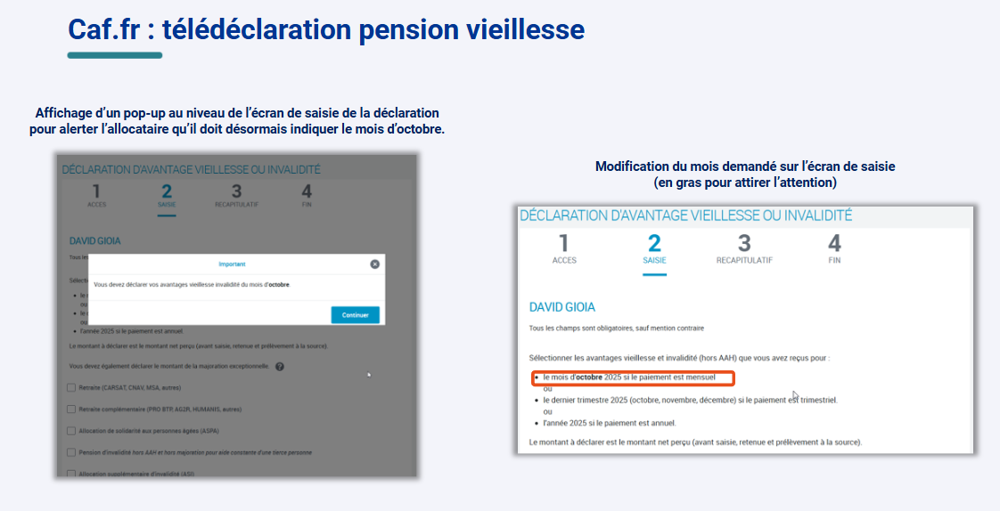 Caf.fr : télédéclaration pension vieillesse
Affichage d'un pop-up au niveau de l'écran de saisie de la déclaration
pour alerter l'allocataire qu'il doit désormais indiquer le mois d'octobre.
DÉCLARATION D'AVANTAGE VIEILLESSE OU INVALIDITÉ
1 2 3 4
ACCES SAISIE RECAPITULATIF FIN
DAVID GIOIA
Tous les
Important
Vous devez déclarer vos avantages vieillesse invalidité du mois d'octobre
Continuer
Sélecti
• le
ou
• le
ou
• l'année 2025 si le paiement est annuel.
Le montant à déclarer est le montant net perçu (avant saisie, retenue et prélèvement à la source).
Vous devez également déclarer le montant de la majoration exceptionnelle. ?
Retraite (CARSAT, CNAV, MSA, autres)
Retraite complémentaire (PRO BTP, AG2R, HUMANIS, autres)
Allocation de solidarité aux personnes âgées (ASPA)
Pension d'invalidité hors AAH et hors majoration pour aide constante d'une tierce personne
Allocation supplémentaire d'invalidité (ASI)
Modification du mois demandé sur l'écran de saisie
(en gras pour attirer l'attention)
DÉCLARATION D'AVANTAGE VIEILLESSE OU INVALIDITÉ
1 2 3 4
ACCES SAISIE RECAPITULATIF FIN
DAVID GIOIA
Tous les champs sont obligatoires, sauf mention contraire
Sélectionner les avantages vieillesse et invalidité (hors AAH) que vous avez reçus pour :
• le mois d'octobre 2025 si le paiement est mensuel
ou
• le dernier trimestre 2025 (octobre, novembre, décembre) si le paiement est trimestriel.
ou
• l'année 2025 si le paiement est annuel.
Le montant à déclarer est le montant net perçu (avant saisie, retenue et prélèvement à la source).